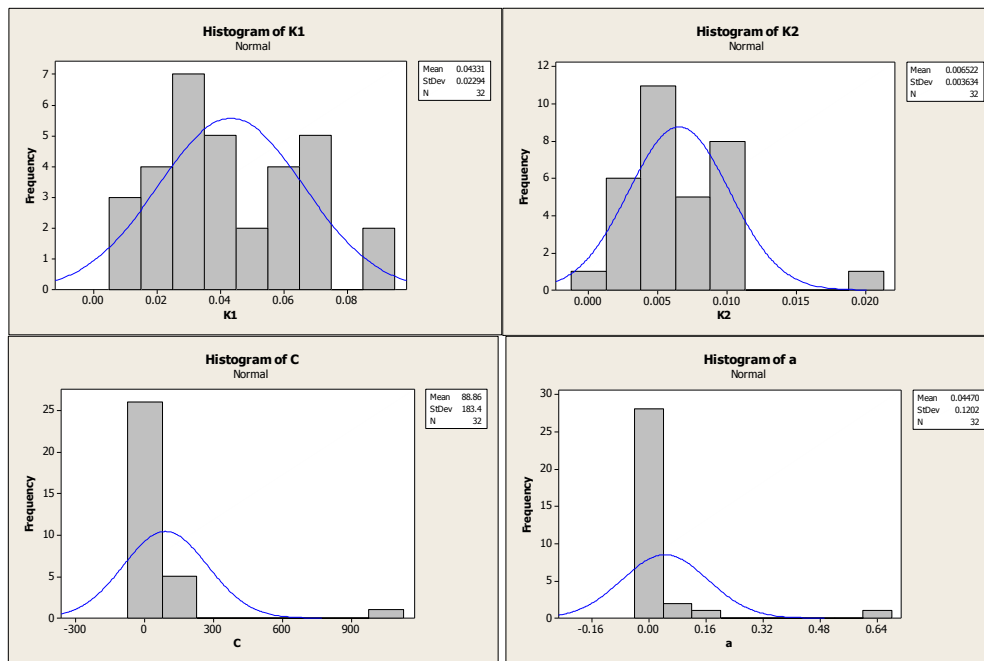 Histogram of K1
Normal
Mean 0.04331
StDev 0.02294
N 32
7
6
5
4
3
2
1
0
Frequency
0.00 0.02 0.04 0.06 0.08
K1
Histogram of K2
Normal
Mean 0.006522
StDev 0.003634
N 32
12
10
8
6
4
2
0
Frequency
0.000 0.005 0.010 0.015 0.020
K2
Histogram of C
Normal
Mean 88.86
StDev 183.4
N 32
25
20
15
10
5
0
Frequency
-300 0 300 600 900
C
Histogram of a
Normal
Mean 0.04470
StDev 0.1202
N 32
30
25
20
15
10
5
0
Frequency
-0.16 0.00 0.16 0.32 0.48 0.64
a